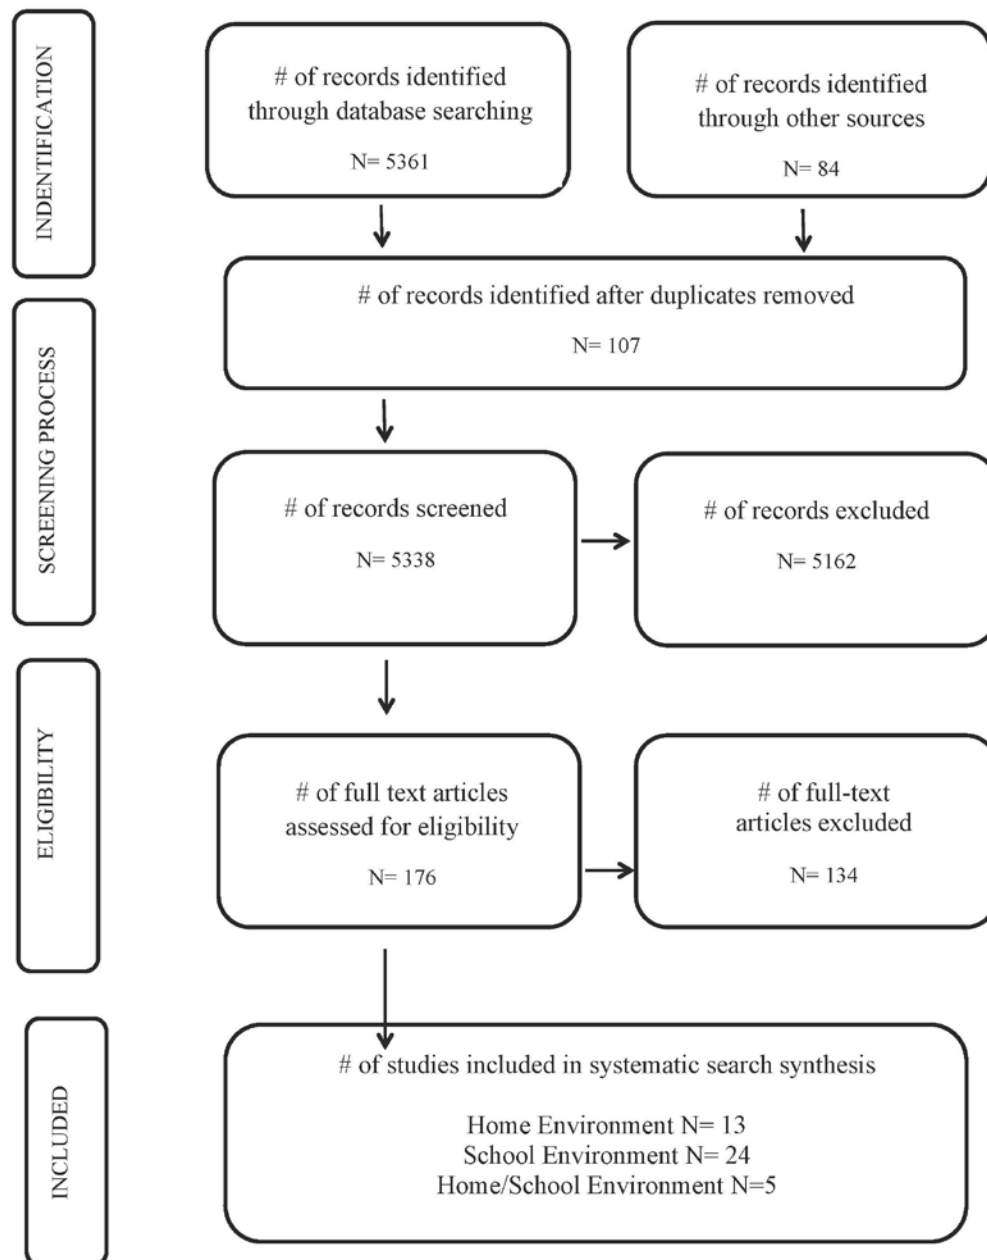 INDENTIFICATION
# of records identified
through database searching
N= 5361
# of records identified
through other sources
N= 84
# of records identified after duplicates removed
N= 107
SCREENING PROCESS
# of records screened
N= 5338
# of records excluded
N= 5162
ELIGIBILITY
# of full text articles
assessed for eligibility
N= 176
# of full-text
articles excluded
N= 134
INCLUDED
# of studies included in systematic search synthesis
Home Environment N= 13
School Environment N= 24
Home/School Environment N=5